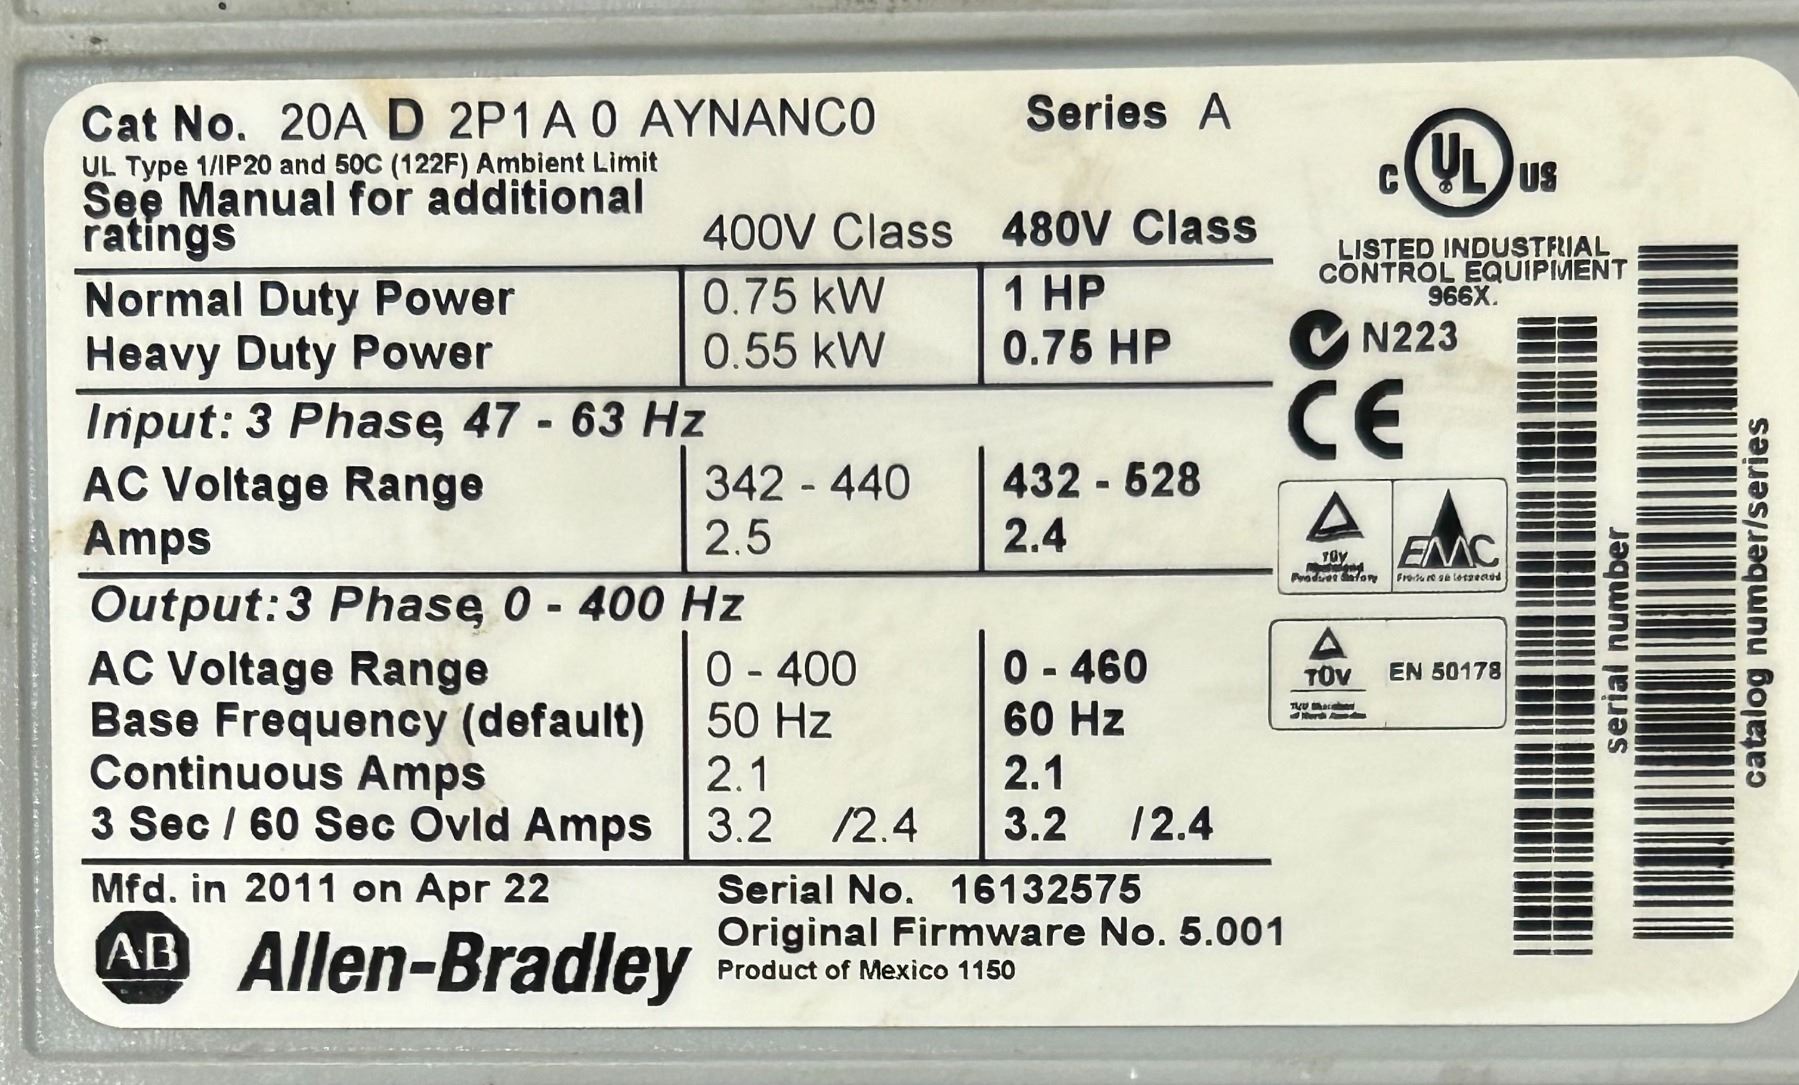 Cat No. 20A D 2P1 A 0 AYNANC0 Series A
UL Type 1/IP20 and 50C (122F) Ambient Limit
See Manual for additional
ratings 400V Class 480V Class
Normal Duty Power 0.75 kW 1 HP
Heavy Duty Power 0.55 kW 0.75 HP
Input: 3 Phase, 47 - 63 Hz
AC Voltage Range 342 - 440 432 - 528
Amps 2.5 2.4
Output: 3 Phase, 0 - 400 Hz
AC Voltage Range 0 - 400 0 - 460
Base Frequency (default) 50 Hz 60 Hz
Continuous Amps 2.1 2.1
3 Sec / 60 Sec Ovld Amps 3.2 /2.4 3.2 /2.4
Mfd. in 2011 on Apr 22 Serial No. 16132575
Original Firmware No. 5.001
AB Allen-Bradley Product of Mexico 1150
C UL US
LISTED INDUSTRIAL
CONTROL EQUIPMENT
966X.
N223
CE
TÜV EMC
Product Safety
TÜV EN 50178
of North America
serial number
catalog number/series